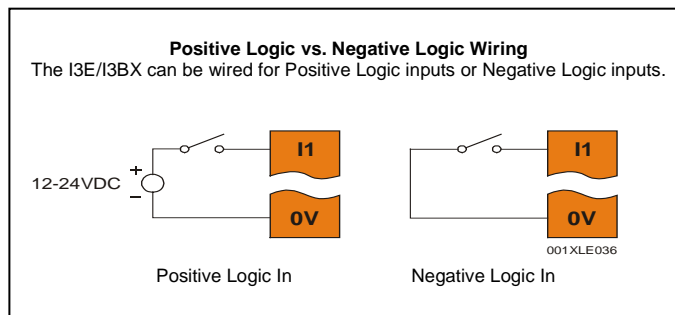 Positive Logic vs. Negative Logic Wiring
The I3E/I3BX can be wired for Positive Logic inputs or Negative Logic inputs.
I1
I1
+
12-24VDC
–
0V
0V
001XLE036
Positive Logic In
Negative Logic In